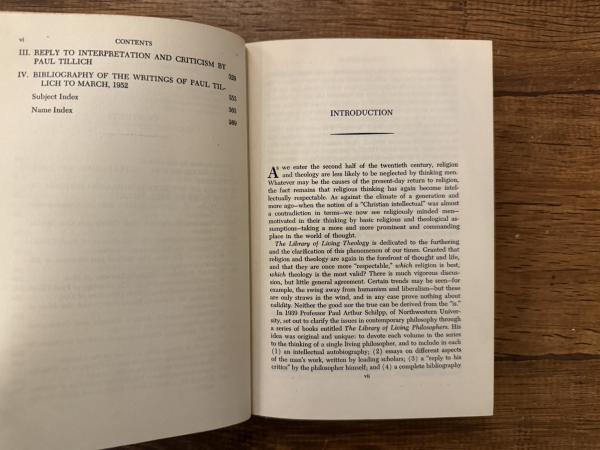 vi CONTENTS
III. REPLY TO INTERPRETATION AND CRITICISM BY
PAUL TILLICH 328
IV. BIBLIOGRAPHY OF THE WRITINGS OF PAUL TIL-
LICH TO MARCH, 1952 353
Subject Index
Name Index
INTRODUCTION
As we enter the second half of the twentieth century, religion
and theology are less likely to be neglected by thinking men.
Whatever may be the causes of the present-day return to religion,
the fact remains that religious thinking has again become intel-
lectually respectable. As against the climate of a generation and
more ago—when the notion of a "Christian intellectual" was almost
a contradiction in terms—we now see religiously minded men—
motivated in their thinking by basic religious and theological as-
sumptions—taking a more and more prominent and commanding
place in the world of thought.
The Library of Living Theology is dedicated to the furthering
and the clarification of this phenomenon of our times. Granted that
religion and theology are again in the forefront of thought and life,
and that they are once more "respectable," which religion is best,
which theology is the most valid? There is much vigorous discus-
sion, but little general agreement. Certain trends may be seen—for
example, the swing away from humanism and liberalism—but these
are only straws in the wind, and in any case prove nothing about
validity. Neither the good nor the true can be derived from the "is."
In 1939 Professor Paul Arthur Schilpp, of Northwestern Univer-
sity, set out to clarify the issues in contemporary philosophy through
a series of books entitled The Library of Living Philosophers. His
idea was original and unique: to devote each volume in the series
to the thinking of a single living philosopher, and to include in each
(1) an intellectual autobiography; (2) essays on different aspects
of the man's work, written by leading scholars; (3) a "reply to his
critics" by the philosopher himself; and (4) a complete bibliography
vii